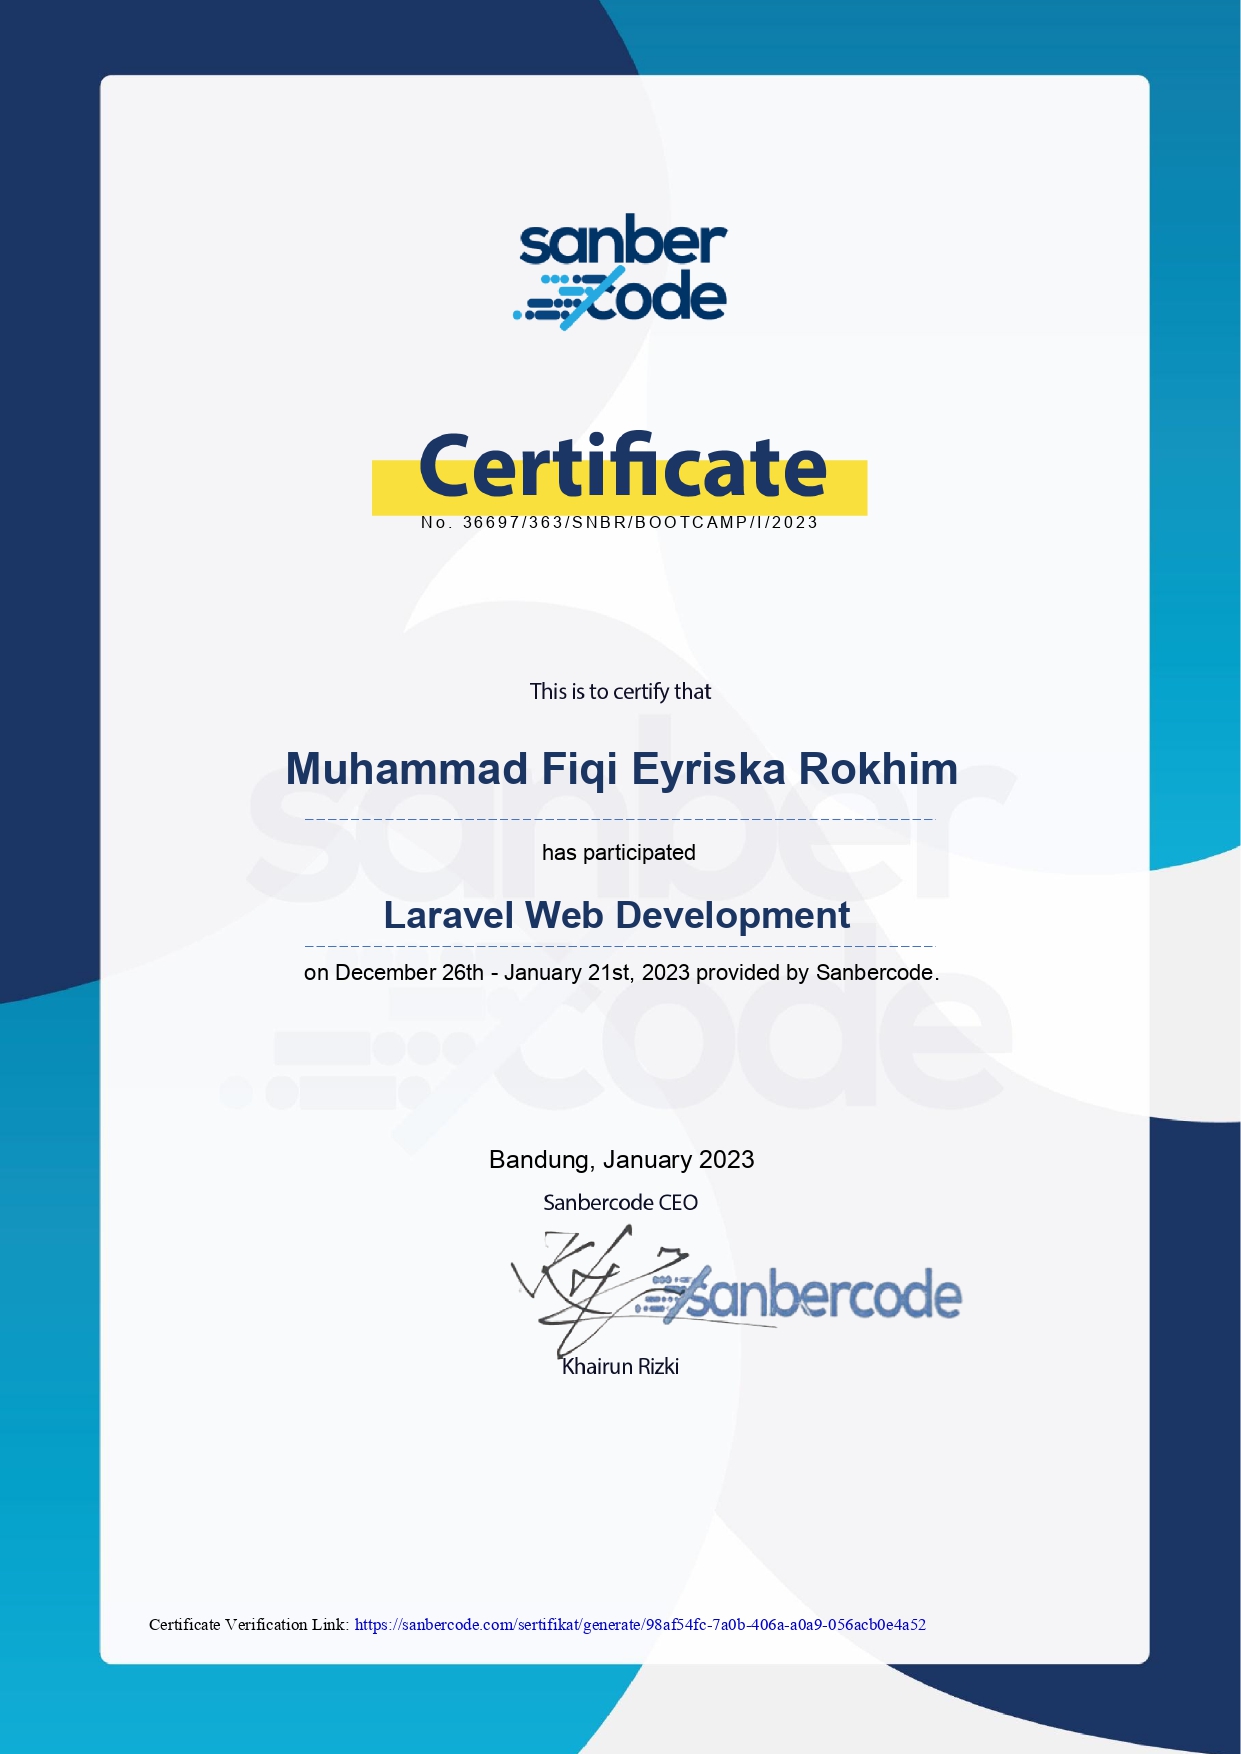 sanber
code
Certificate
No. 36697/363/SNBR/BOOTCAMP/I/2023
This is to certify that
Muhammad Fiqi Eyriska Rokhim
has participated
Laravel Web Development
on December 26th - January 21st, 2023 provided by Sanbercode.
sanber
code
Bandung, January 2023
Sanbercode CEO
sanbercode
Khairun Rizki
Certificate Verification Link: https://sanbercode.com/sertifikat/generate/98af54fc-7a0b-406a-a0a9-056acb0e4a52